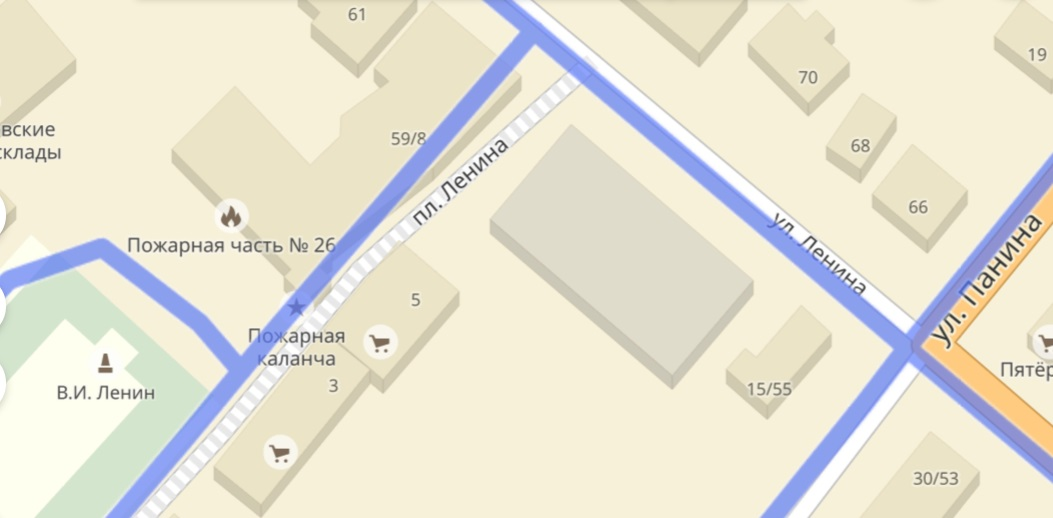 61
19
70
59/8
вские
склады
68
пл. Ленина
66
Пожарная часть № 26
ул. Ленина
ул. Панина
5
Пожарная
каланча
Пятёр
3
В.И. Ленин
15/55
30/53